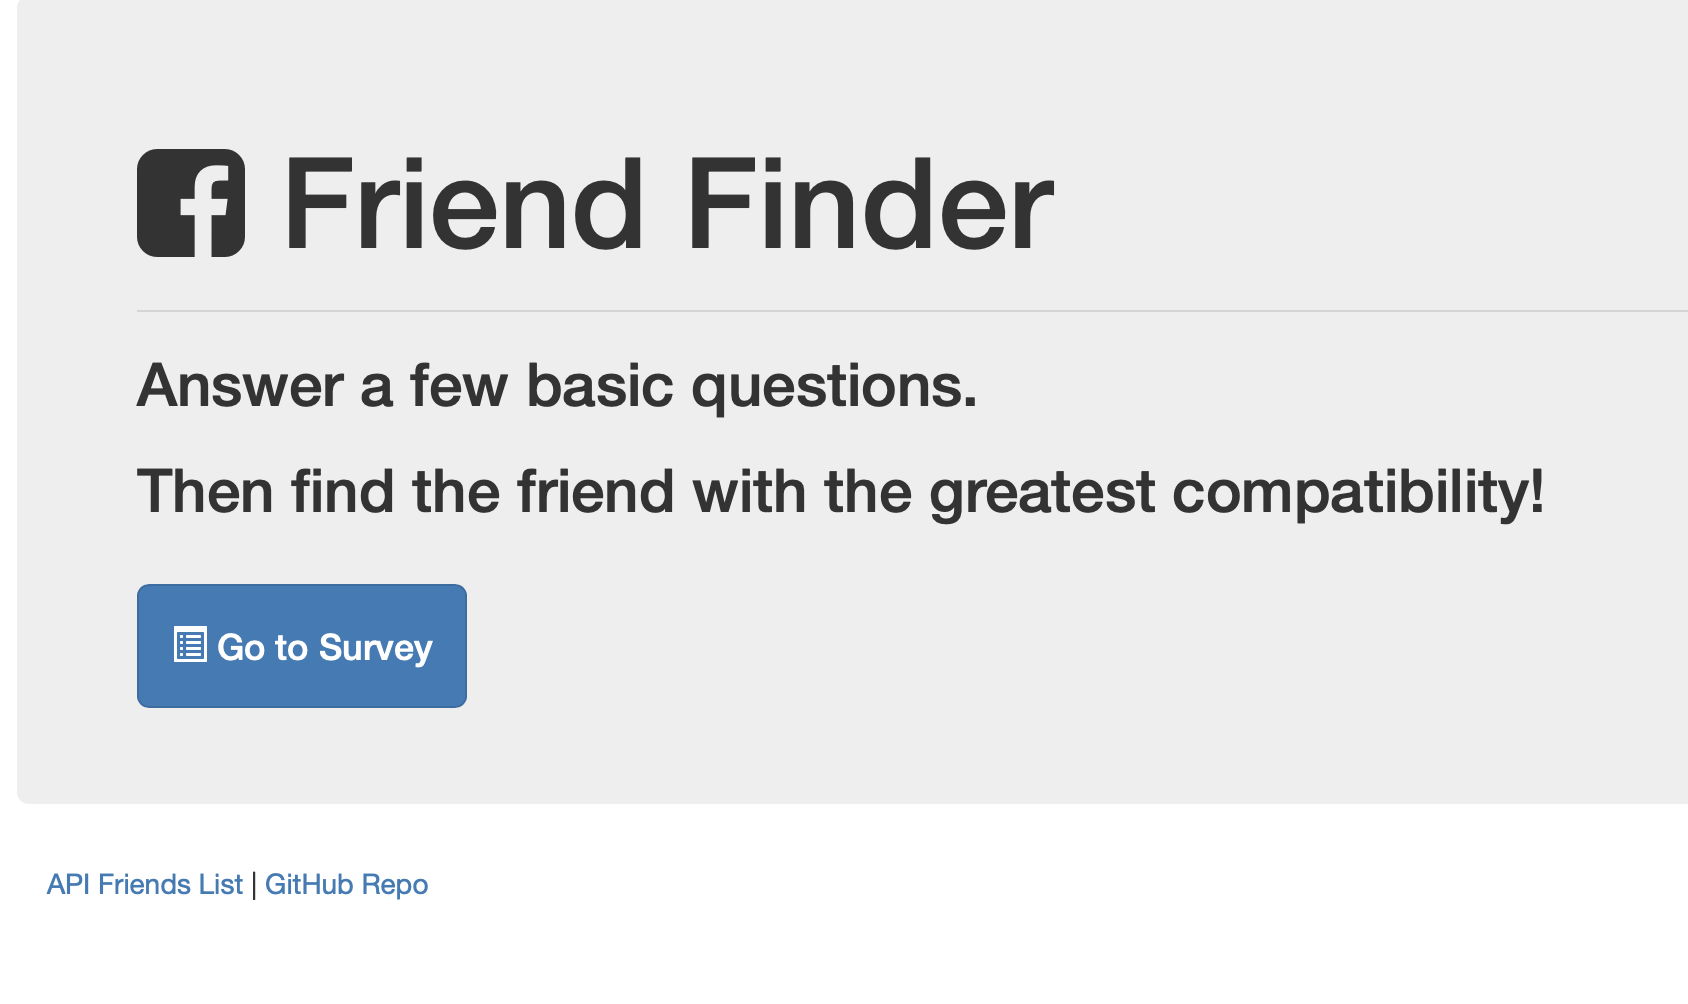 Friend Finder
Answer a few basic questions.
Then find the friend with the greatest compatibility!
Go to Survey
API Friends List | GitHub Repo